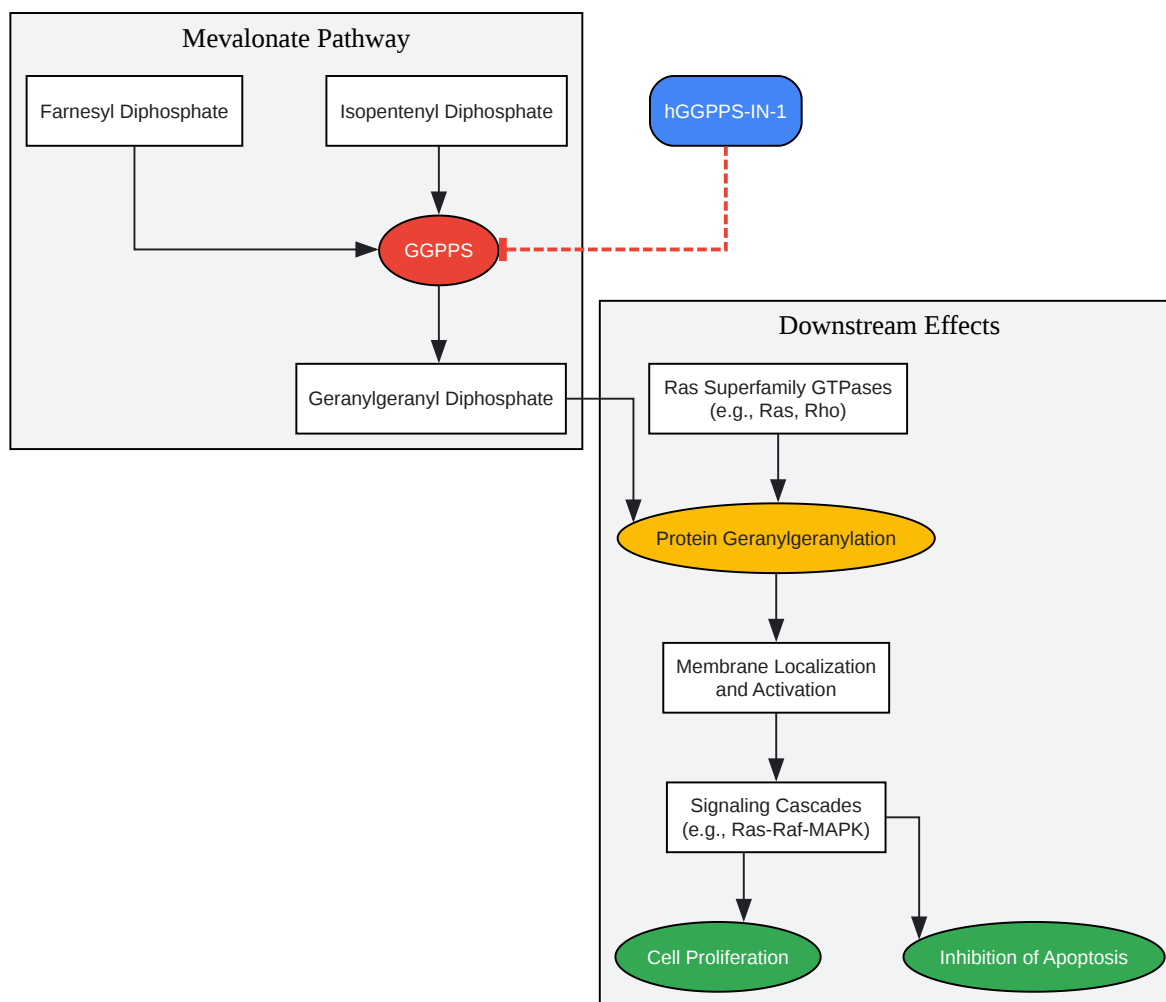 Mevalonate Pathway
Farnesyl Diphosphate
Isopentenyl Diphosphate
hGGPPS-IN-1
GGPPS
Geranylgeranyl Diphosphate
Downstream Effects
Ras Superfamily GTPases
(e.g., Ras, Rho)
Protein Geranylgeranylation
Membrane Localization
and Activation
Signaling Cascades
(e.g., Ras-Raf-MAPK)
Cell Proliferation
Inhibition of Apoptosis